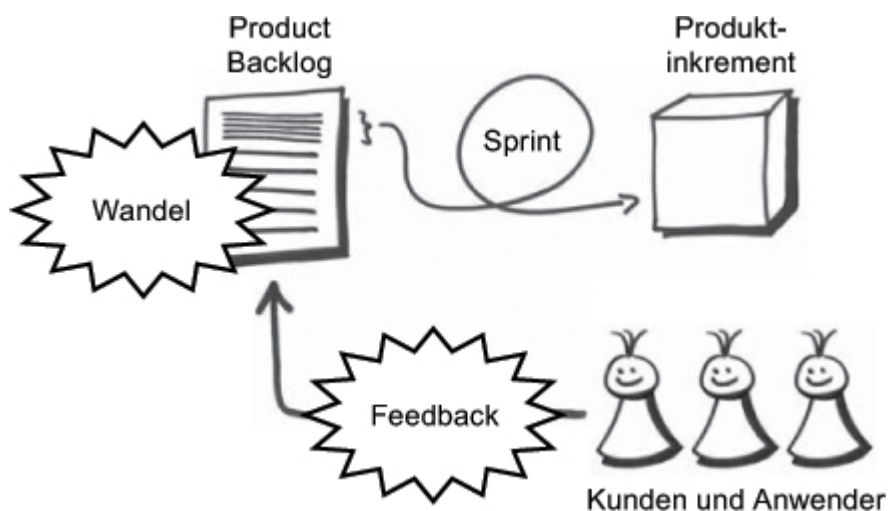 Product
Backlog
Produkt-
inkrement
Sprint
Wandel
Feedback
Kunden und Anwender